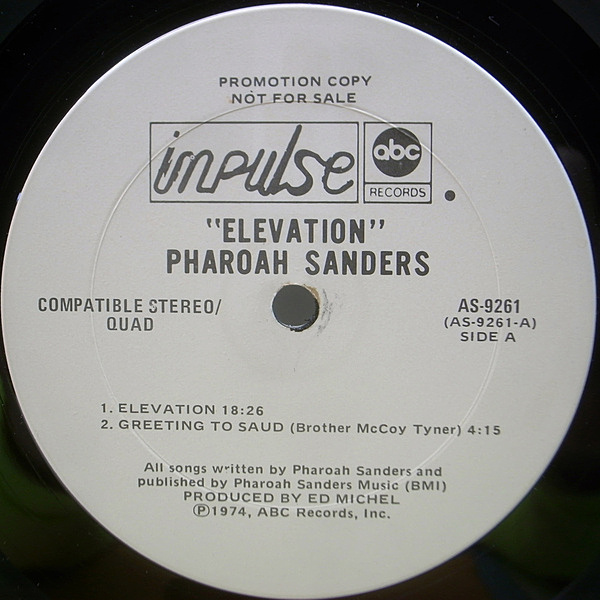 PROMOTION COPY
NOT FOR SALE
impulse
abc
RECORDS
"ELEVATION"
PHAROAH SANDERS
COMPATIBLE STEREO/
QUAD
AS-9261
(AS-9261-A)
SIDE A
1. ELEVATION 18:26
2. GREETING TO SAUD (Brother McCoy Tyner) 4:15
All songs written by Pharoah Sanders and
published by Pharoah Sanders Music (BMI)
PRODUCED BY ED MICHEL
Ⓟ1974, ABC Records, Inc.